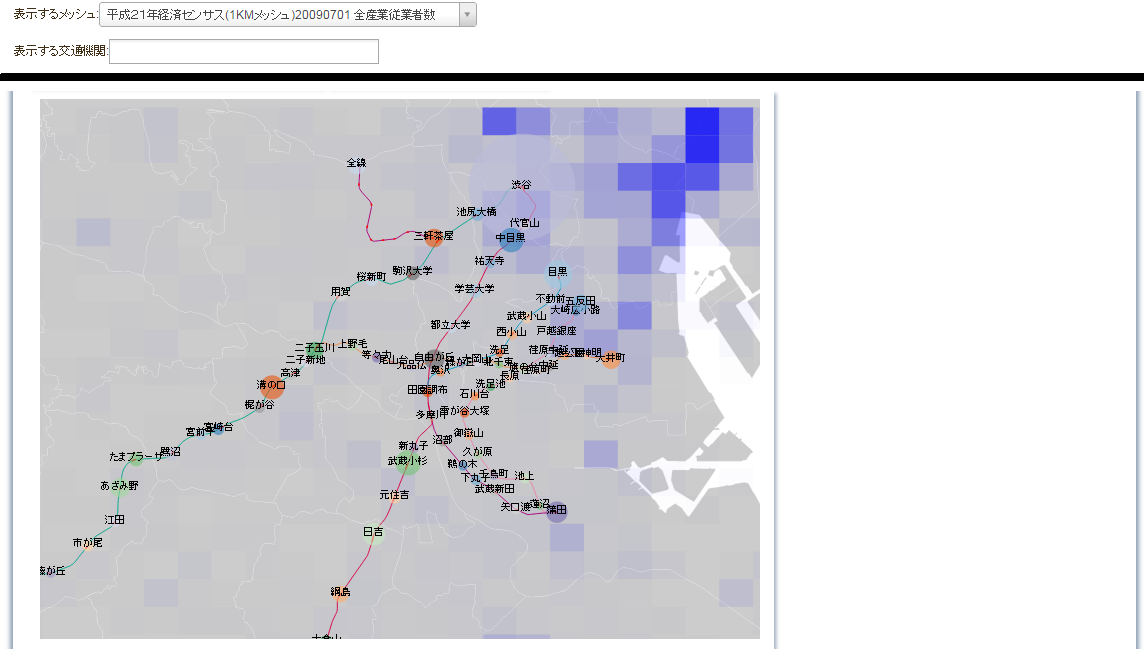 表示するメッシュ: 平成21年経済センサス(1KMメッシュ)20090701 全産業従業者数
表示する交通機関:
全線
渋谷
池尻大橋
代官山
三軒茶屋
中目黒
祐天寺
駒沢大学
桜新町
目黒
用賀
学芸大学
不動前
五反田
大崎広小路
武蔵小山
都立大学
西小山
戸越銀座
二子玉川
上野毛
等々力
尾山台
自由が丘
洗足
大井町
二子新地
緑が丘
大岡山
北千束
荏原中延
高津
奥沢
長原
溝の口
田園調布
洗足池
石川台
梶が谷
多摩川
雪が谷大塚
宮前平
宮崎台
新丸子
沼部
御嶽山
たまプラーザ
鷺沼
武蔵小杉
鵜の木
久が原
あざみ野
下丸子
千鳥町
池上
元住吉
武蔵新田
江田
矢口渡
蓮沼
蒲田
市が尾
日吉
綱島